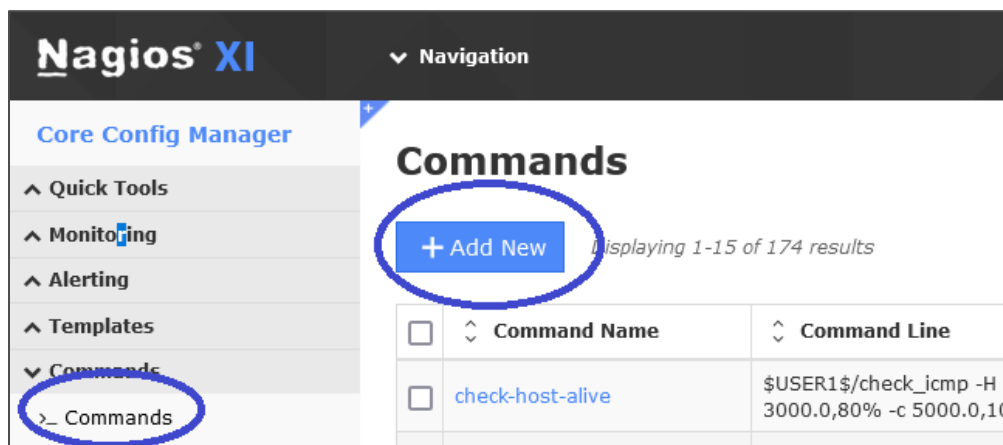 Nagios® XI
Navigation
Core Config Manager
Quick Tools
Monitoring
Alerting
Templates
Commands
>_ Commands
+
Commands
+ Add New
Displaying 1-15 of 174 results
Command Name
Command Line
check-host-alive
$USER1$/check_icmp -H
3000.0,80% -c 5000.0,10